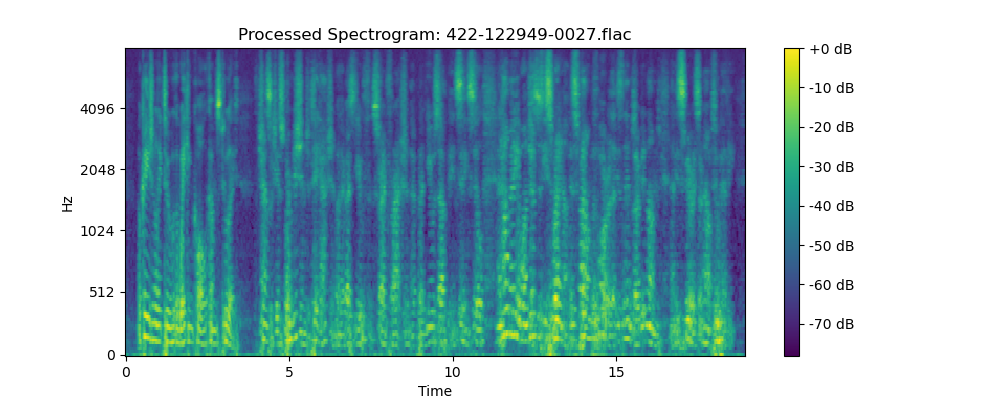 Processed Spectrogram: 422-122949-0027.flac
+0 dB
-10 dB
-20 dB
-30 dB
-40 dB
-50 dB
-60 dB
-70 dB
4096
2048
1024
512
0
Hz
0 5 10 15
Time